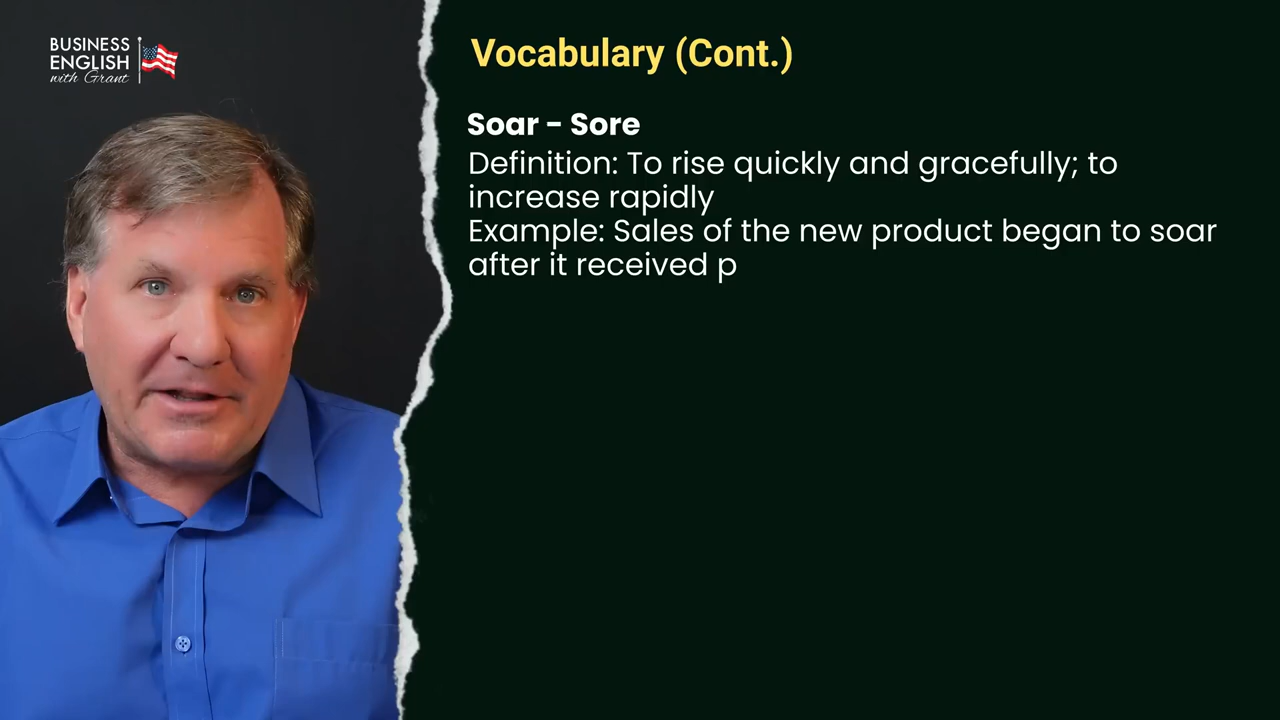 BUSINESS
ENGLISH
with Grant
Vocabulary (Cont.)
Soar - Sore
Definition: To rise quickly and gracefully; to
increase rapidly
Example: Sales of the new product began to soar
after it received p